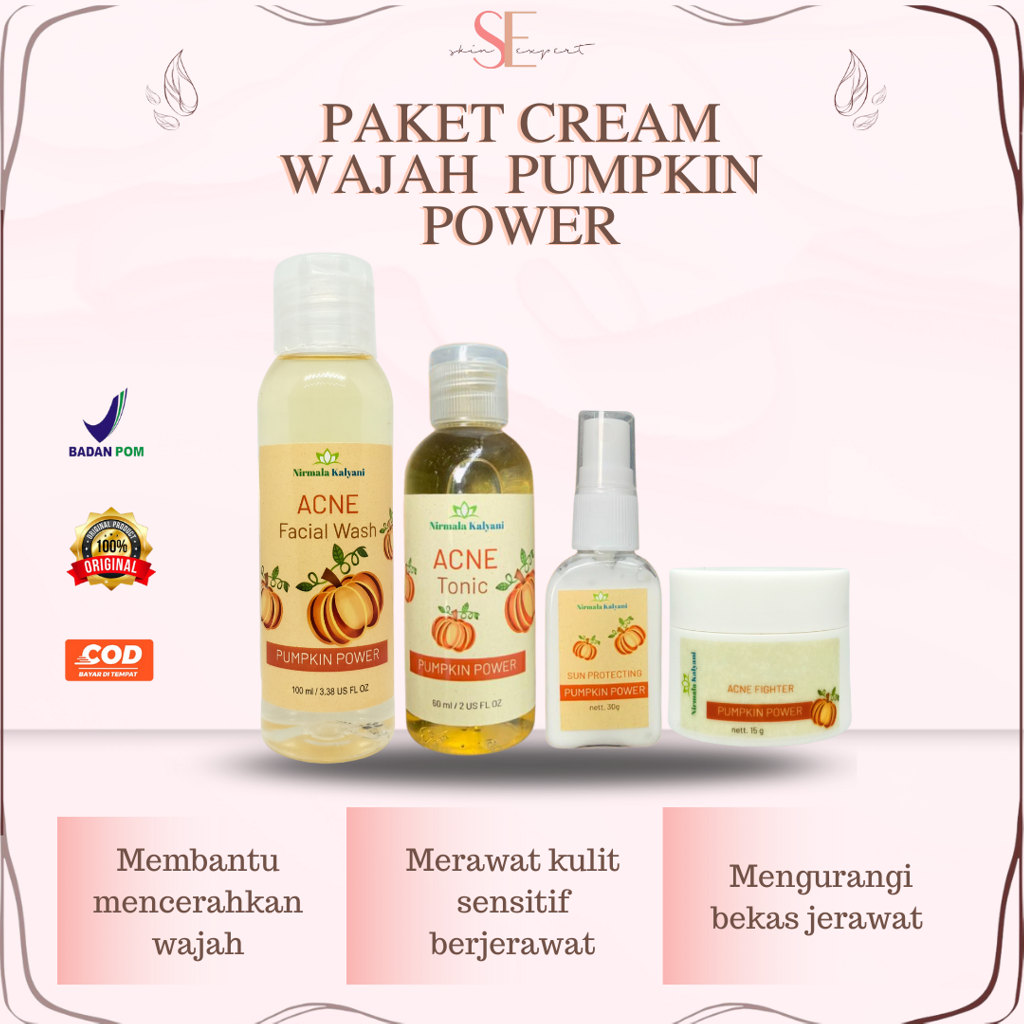 SE
skin expert
PAKET CREAM
WAJAH PUMPKIN
POWER
BADAN POM
ORIGINAL PRODUCT
100%
ORIGINAL
COD
BAYAR DI TEMPAT
Nirmala Kalyani
ACNE
Facial Wash
PUMPKIN POWER
100 ml / 3.38 US FL OZ
Nirmala Kalyani
ACNE
Tonic
PUMPKIN POWER
60 ml / 2 US FL OZ
Nirmala Kalyani
SUN PROTECTING
PUMPKIN POWER
nett. 30g
Nirmala Kalyani
ACNE FIGHTER
PUMPKIN POWER
nett. 15 g
Membantu
mencerahkan
wajah
Merawat kulit
sensitif
berjerawat
Mengurangi
bekas jerawat